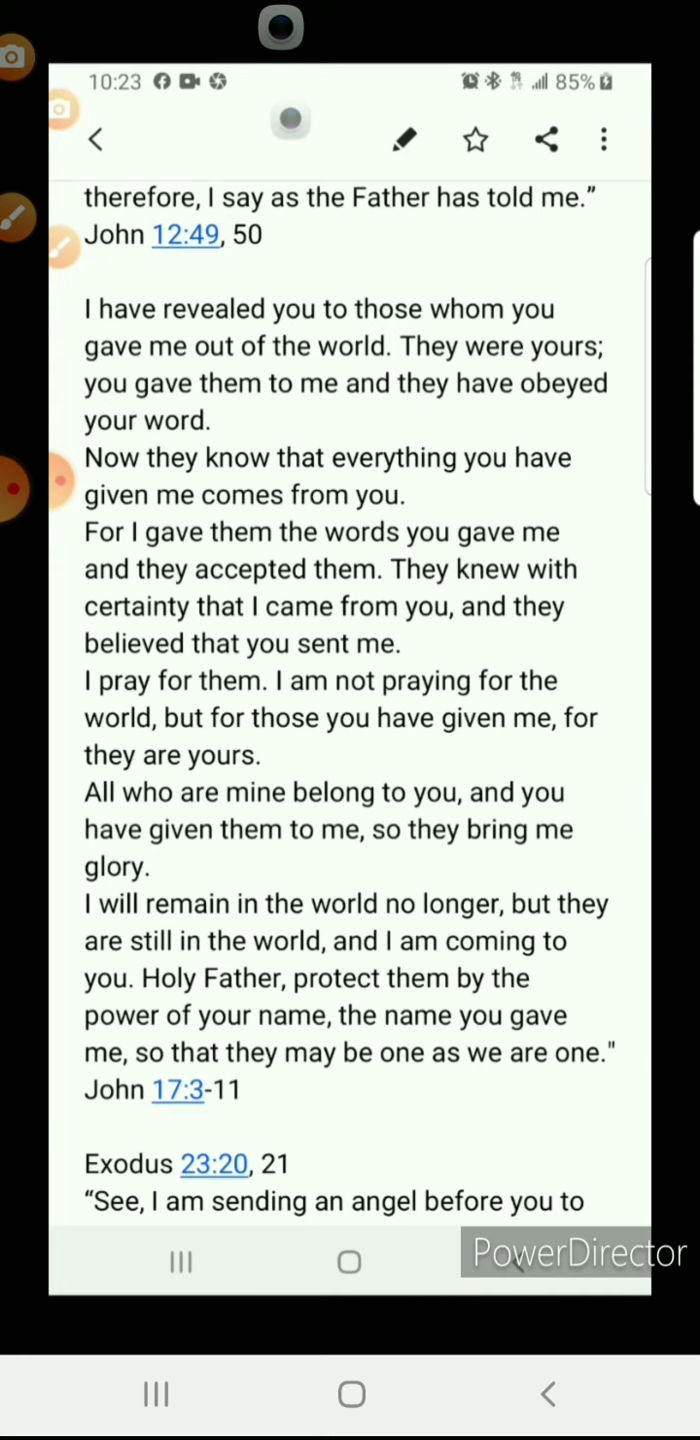 10:23
85%
therefore, I say as the Father has told me.”
John 12:49, 50
I have revealed you to those whom you
gave me out of the world. They were yours;
you gave them to me and they have obeyed
your word.
Now they know that everything you have
given me comes from you.
For I gave them the words you gave me
and they accepted them. They knew with
certainty that I came from you, and they
believed that you sent me.
I pray for them. I am not praying for the
world, but for those you have given me, for
they are yours.
All who are mine belong to you, and you
have given them to me, so they bring me
glory.
I will remain in the world no longer, but they
are still in the world, and I am coming to
you. Holy Father, protect them by the
power of your name, the name you gave
me, so that they may be one as we are one."
John 17:3-11
Exodus 23:20, 21
“See, I am sending an angel before you to
PowerDirector